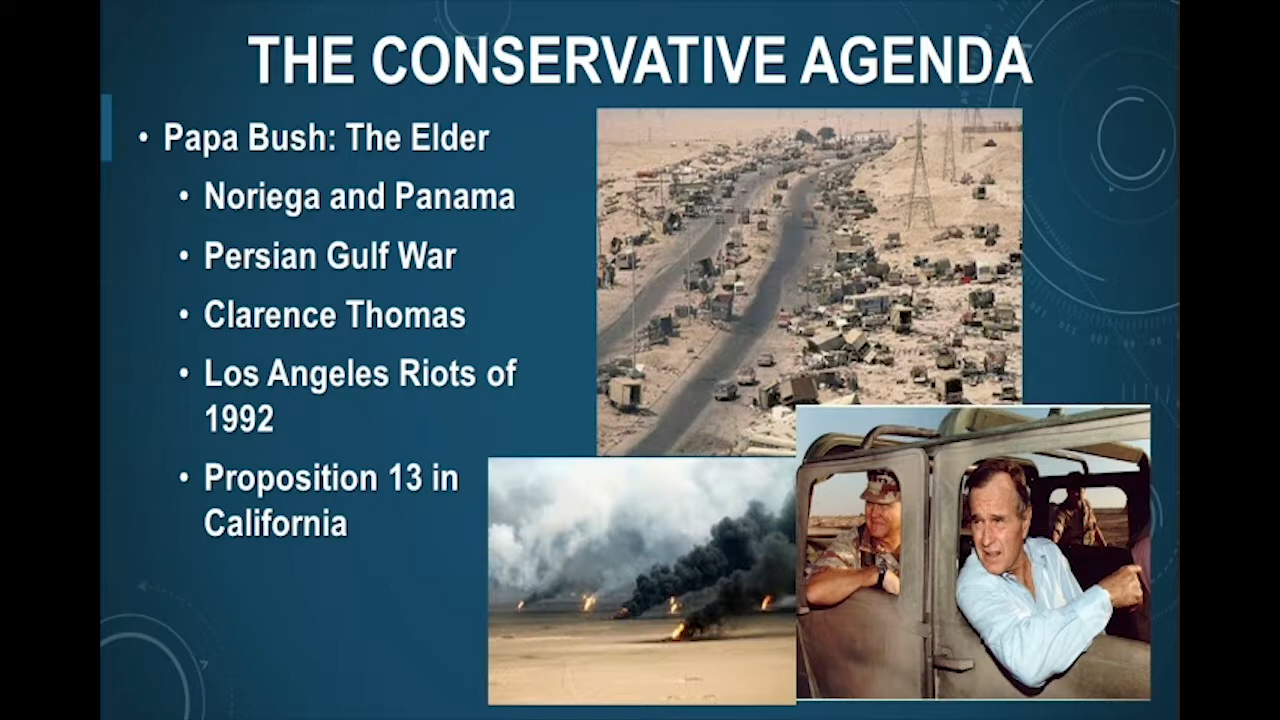 THE CONSERVATIVE AGENDA
• Papa Bush: The Elder
• Noriega and Panama
• Persian Gulf War
• Clarence Thomas
• Los Angeles Riots of
1992
• Proposition 13 in
California